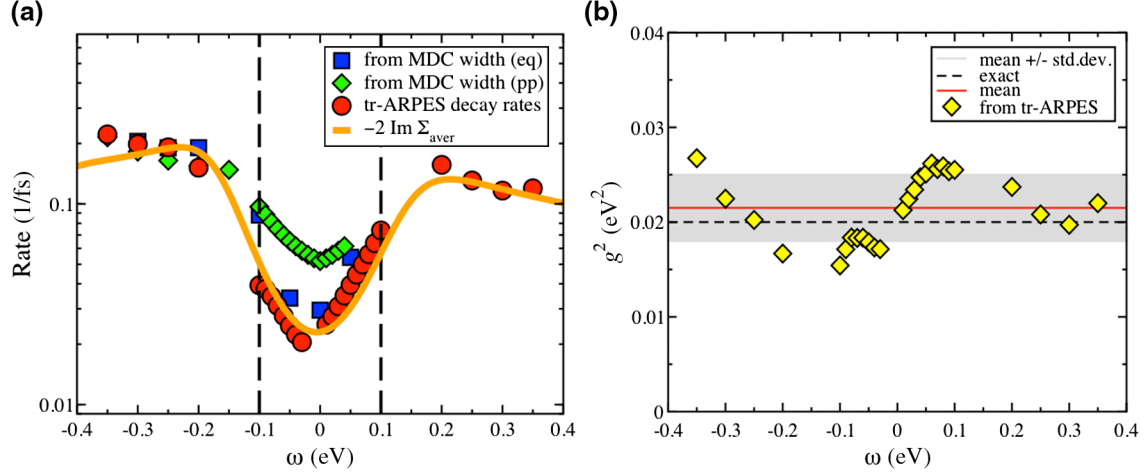 (a)
from MDC width (eq)
from MDC width (pp)
tr-ARPES decay rates
−2 Im Σaver
Rate (1/fs)
0.1
0.01
-0.4 -0.3 -0.2 -0.1 0 0.1 0.2 0.3 0.4
ω (eV)
(b)
mean +/- std.dev.
exact
mean
from tr-ARPES
g² (eV²)
0.04
0.03
0.02
0.01
0
-0.4 -0.3 -0.2 -0.1 0 0.1 0.2 0.3 0.4
ω (eV)